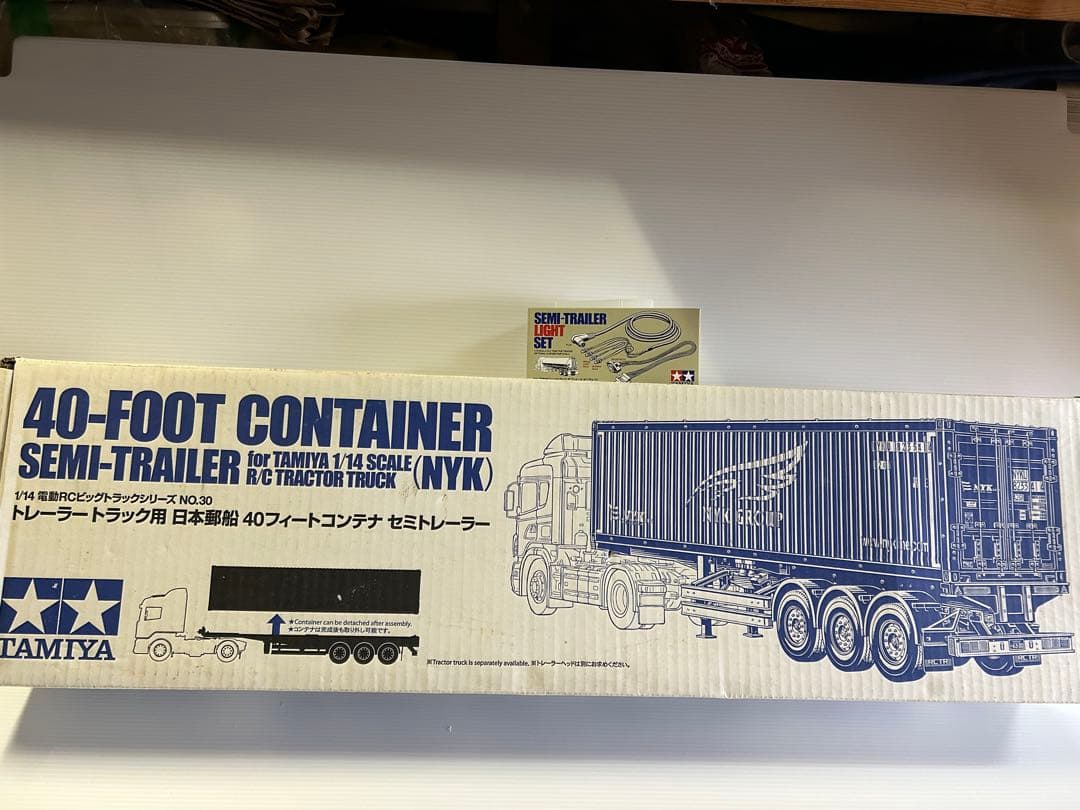 SEMI-TRAILER
LIGHT
SET
40-FOOT CONTAINER
SEMI-TRAILER for TAMIYA 1/14 SCALE R/C TRACTOR TRUCK (NYK)
1/14 電動RCビッグトラックシリーズ NO.30
トレーラートラック用 日本郵船 40フィートコンテナ セミトレーラー
TAMIYA
★Container can be detached after assembly.
★コンテナは完成後も取り外し可能です。
※Tractor truck is separately available. ※トレーラーヘッドは別にお求めください。
NYK GROUP
NYK